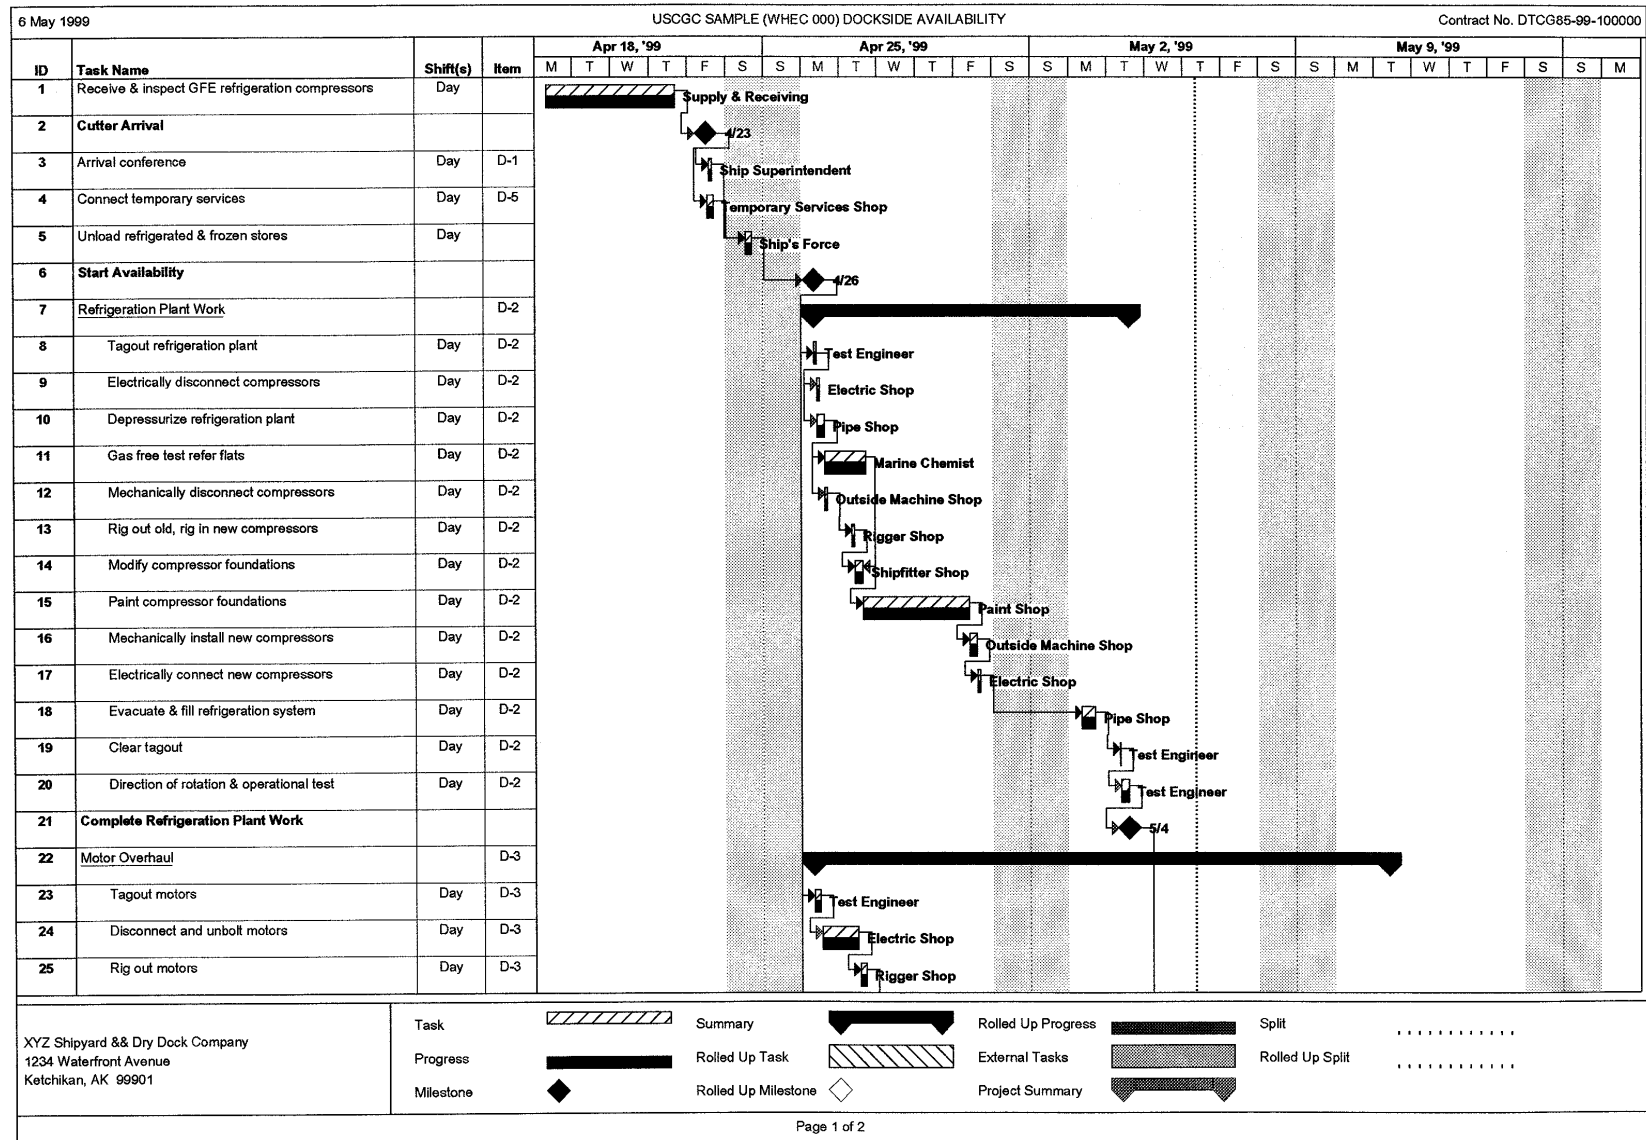 6 May 1999 USCGC SAMPLE (WHEC 000) DOCKSIDE AVAILABILITY Contract No. DTCG85-99-100000
Apr 18, '99 Apr 25, '99 May 2, '99 May 9, '99
ID Task Name Shift(s) Item M T W T F S S M T W T F S S M T W T F S S M T W T F S S M
1 Receive & inspect GFE refrigeration compressors Day Supply & Receiving
2 Cutter Arrival 4/23
3 Arrival conference Day D-1 Ship Superintendent
4 Connect temporary services Day D-5 Temporary Services Shop
5 Unload refrigerated & frozen stores Day Ship's Force
6 Start Availability 4/26
7 Refrigeration Plant Work D-2
8 Tagout refrigeration plant Day D-2 Test Engineer
9 Electrically disconnect compressors Day D-2 Electric Shop
10 Depressurize refrigeration plant Day D-2 Pipe Shop
11 Gas free test refer flats Day D-2 Marine Chemist
12 Mechanically disconnect compressors Day D-2 Outside Machine Shop
13 Rig out old, rig in new compressors Day D-2 Rigger Shop
14 Modify compressor foundations Day D-2 Shipfitter Shop
15 Paint compressor foundations Day D-2 Paint Shop
16 Mechanically install new compressors Day D-2 Outside Machine Shop
17 Electrically connect new compressors Day D-2 Electric Shop
18 Evacuate & fill refrigeration system Day D-2 Pipe Shop
19 Clear tagout Day D-2 Test Engineer
20 Direction of rotation & operational test Day D-2 Test Engineer
21 Complete Refrigeration Plant Work 5/4
22 Motor Overhaul D-3
23 Tagout motors Day D-3 Test Engineer
24 Disconnect and unbolt motors Day D-3 Electric Shop
25 Rig out motors Day D-3 Rigger Shop
XYZ Shipyard && Dry Dock Company
1234 Waterfront Avenue
Ketchikan, AK 99901
Task Summary Rolled Up Progress Split
Progress Rolled Up Task External Tasks Rolled Up Split
Milestone Rolled Up Milestone Project Summary
Page 1 of 2